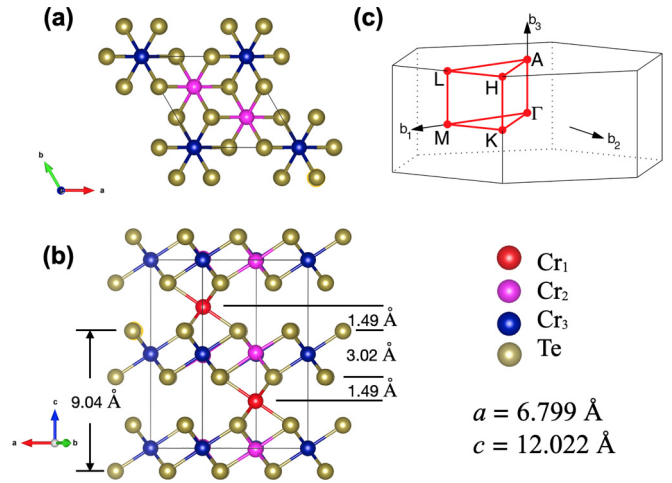 (a)
b
a
(c)
b₃
A
L
H
Γ
b₁
M
K
b₂
(b)
1.49 Å
3.02 Å
1.49 Å
9.04 Å
c
a
b
Cr₁
Cr₂
Cr₃
Te
a = 6.799 Å
c = 12.022 Å